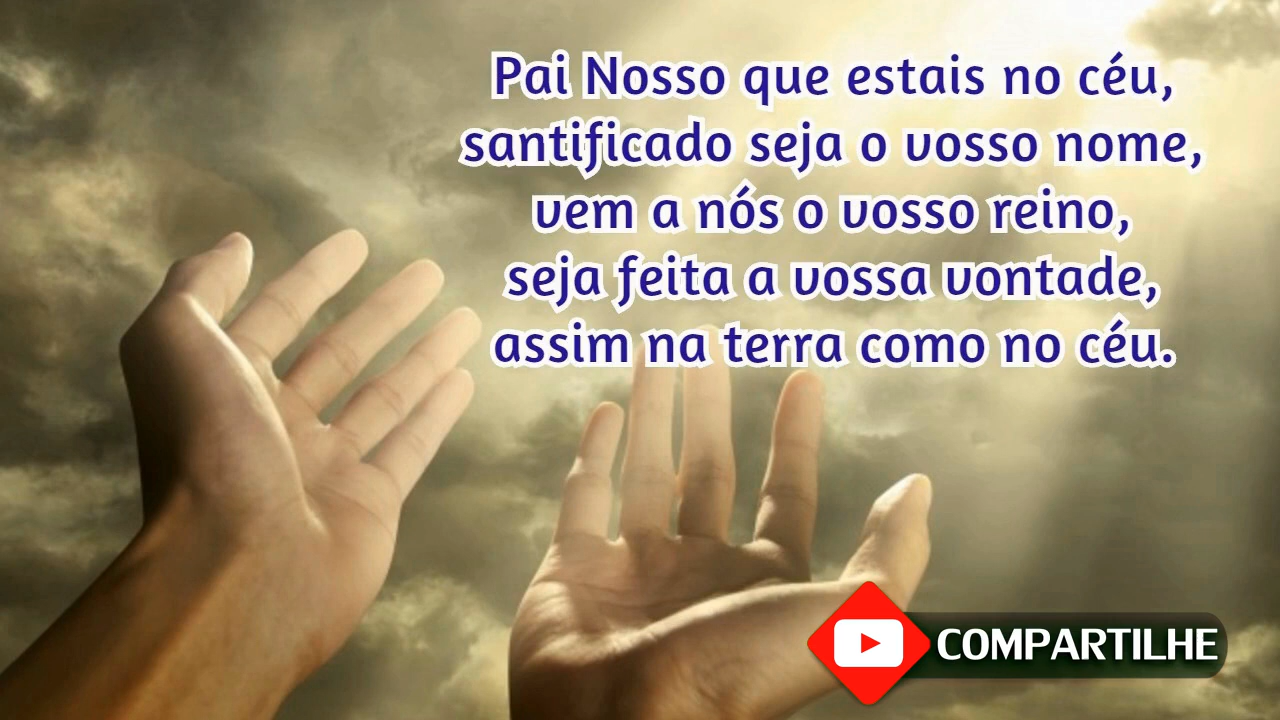 Pai Nosso que estais no céu,
santificado seja o vosso nome,
vem a nós o vosso reino,
seja feita a vossa vontade,
assim na terra como no céu.
COMPARTILHE